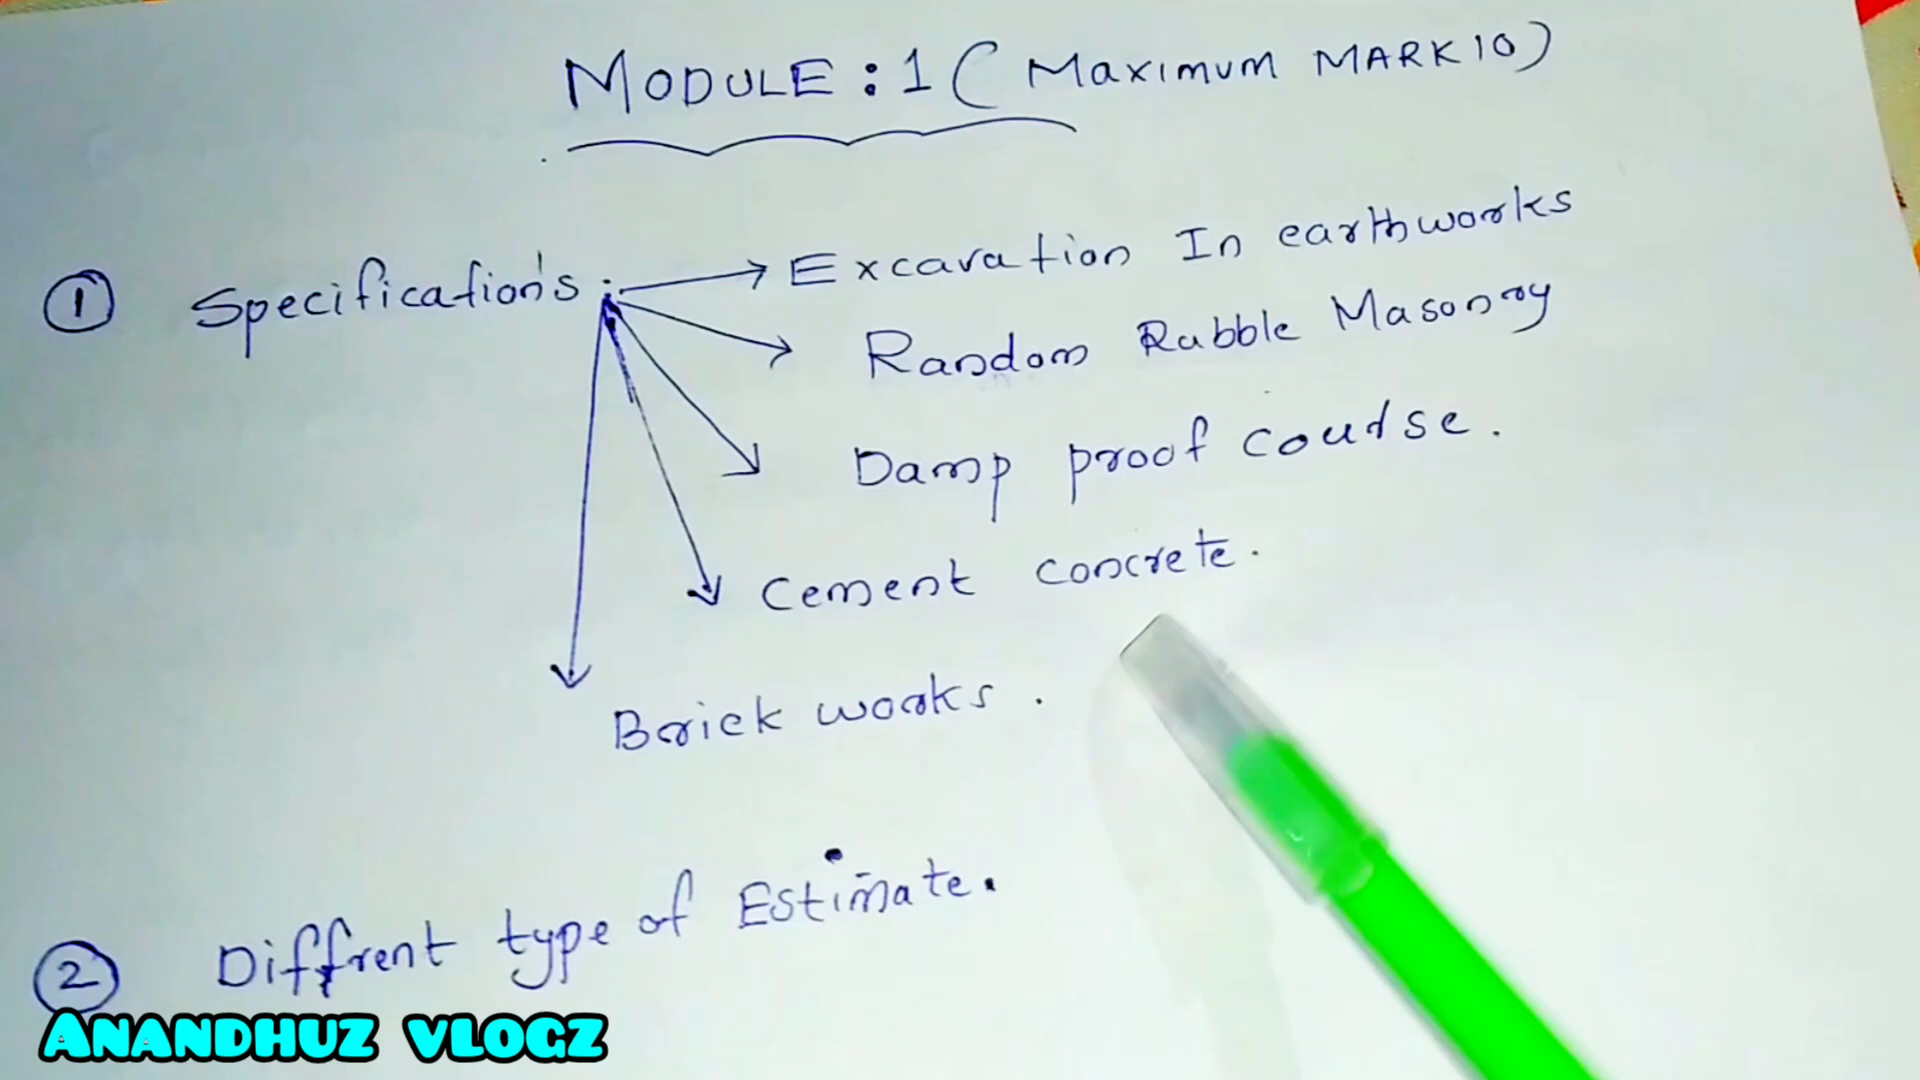 MODULE : 1 ( Maximum MARK 10)
① Specification's : → Excavation In earthworks
Random Rubble Masonry
Damp proof course.
Cement concrete.
Brick works.
② Diffrent type of Estimate.
ANANDHUZ VLOGZ